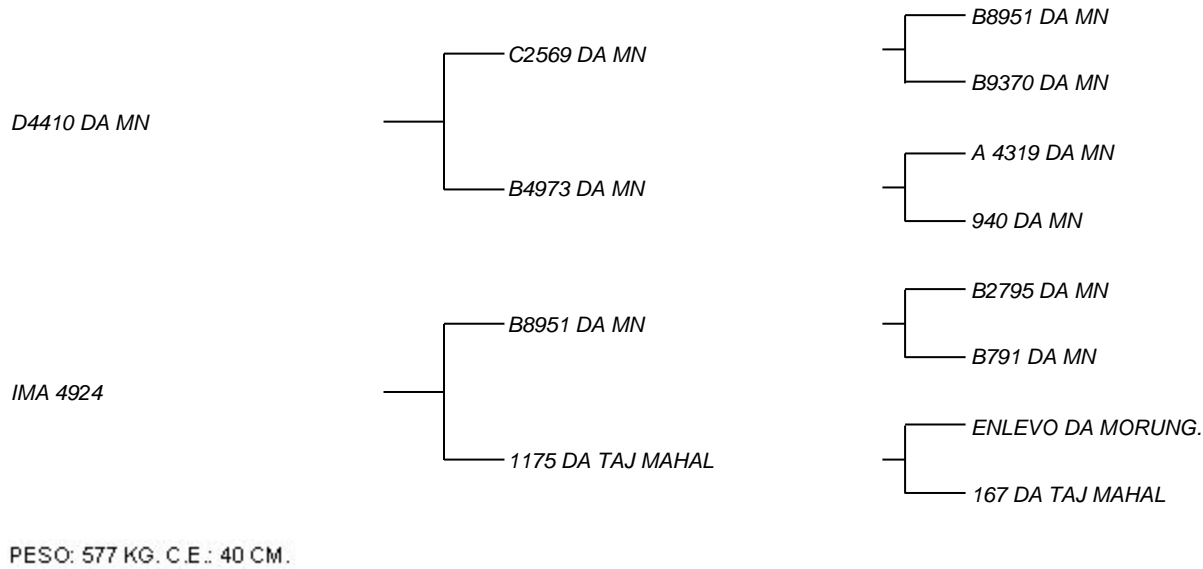 B8951 DA MN
C2569 DA MN
B9370 DA MN
D4410 DA MN
A 4319 DA MN
B4973 DA MN
940 DA MN
B2795 DA MN
B8951 DA MN
B791 DA MN
IMA 4924
ENLEVO DA MORUNG.
1175 DA TAJ MAHAL
167 DA TAJ MAHAL
PESO: 577 KG. C.E.: 40 CM.